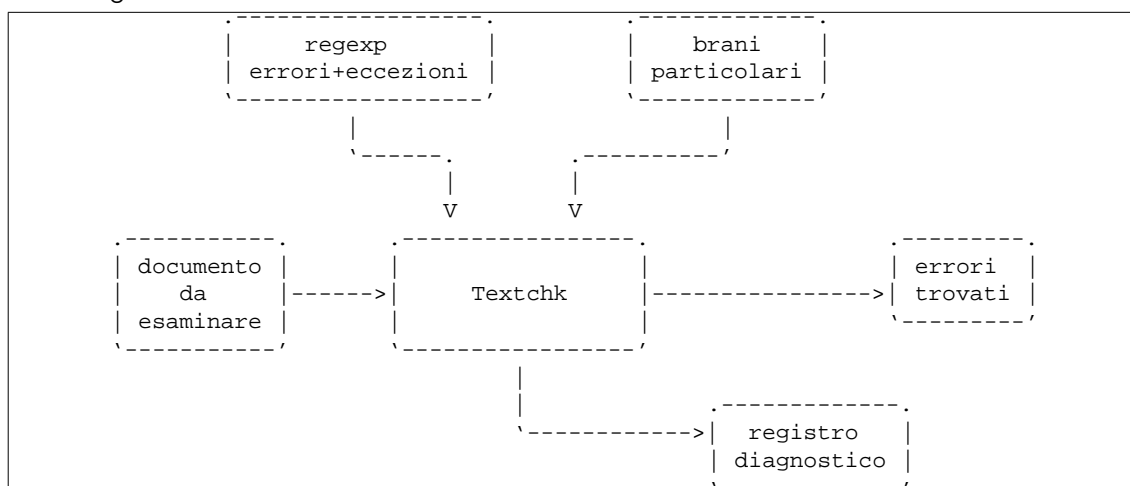 regexp
errori+eccezioni
brani
particolari
documento
da
esaminare
Textchk
errori
trovati
registro
diagnostico